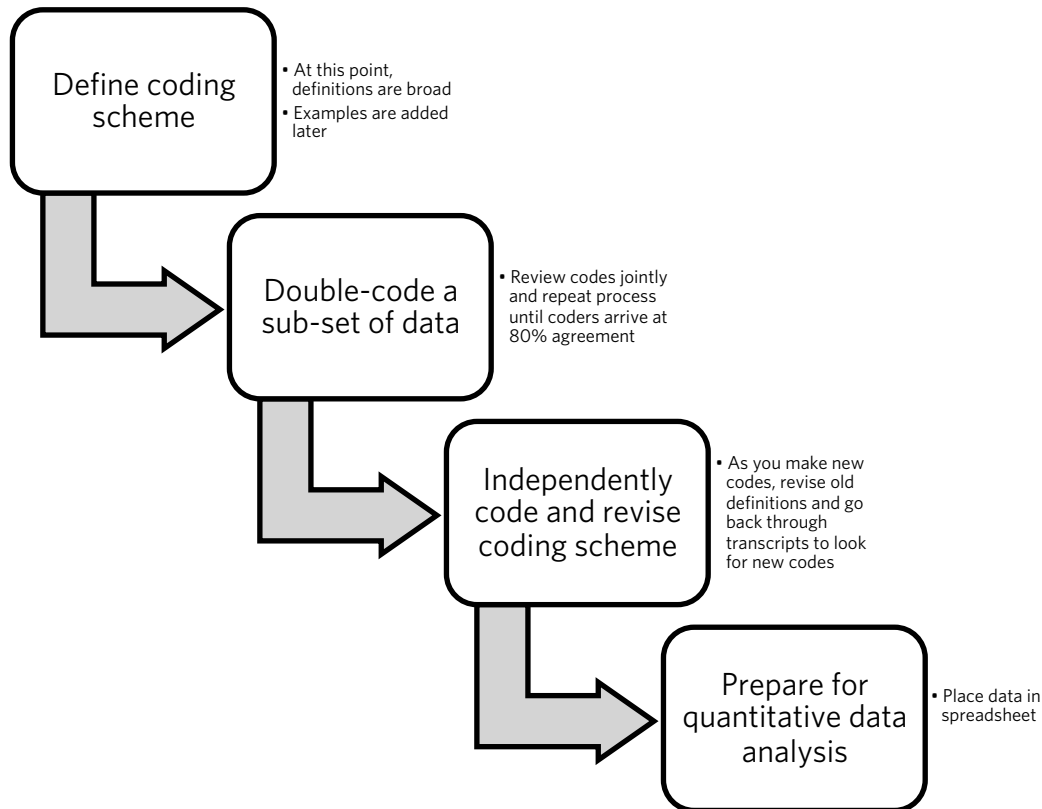 Define coding
scheme
• At this point,
definitions are broad
• Examples are added
later
Double-code a
sub-set of data
• Review codes jointly
and repeat process
until coders arrive at
80% agreement
Independently
code and revise
coding scheme
• As you make new
codes, revise old
definitions and go
back through
transcripts to look
for new codes
Prepare for
quantitative data
analysis
• Place data in
spreadsheet